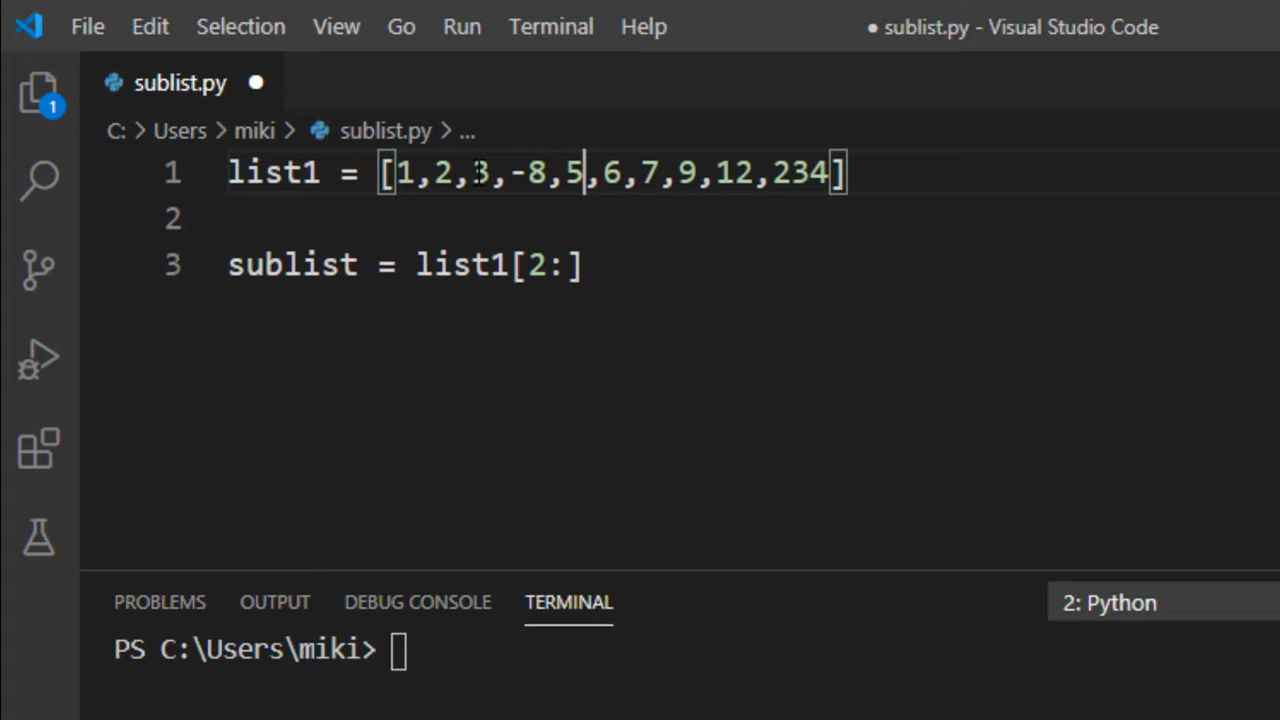 File Edit Selection View Go Run Terminal Help ● sublist.py - Visual Studio Code
sublist.py ●
1
C: > Users > miki > sublist.py > ...
1 list1 = [1,2,3,-8,5,6,7,9,12,234]
2
3 sublist = list1[2:]
PROBLEMS OUTPUT DEBUG CONSOLE TERMINAL 2: Python
PS C:\Users\miki>